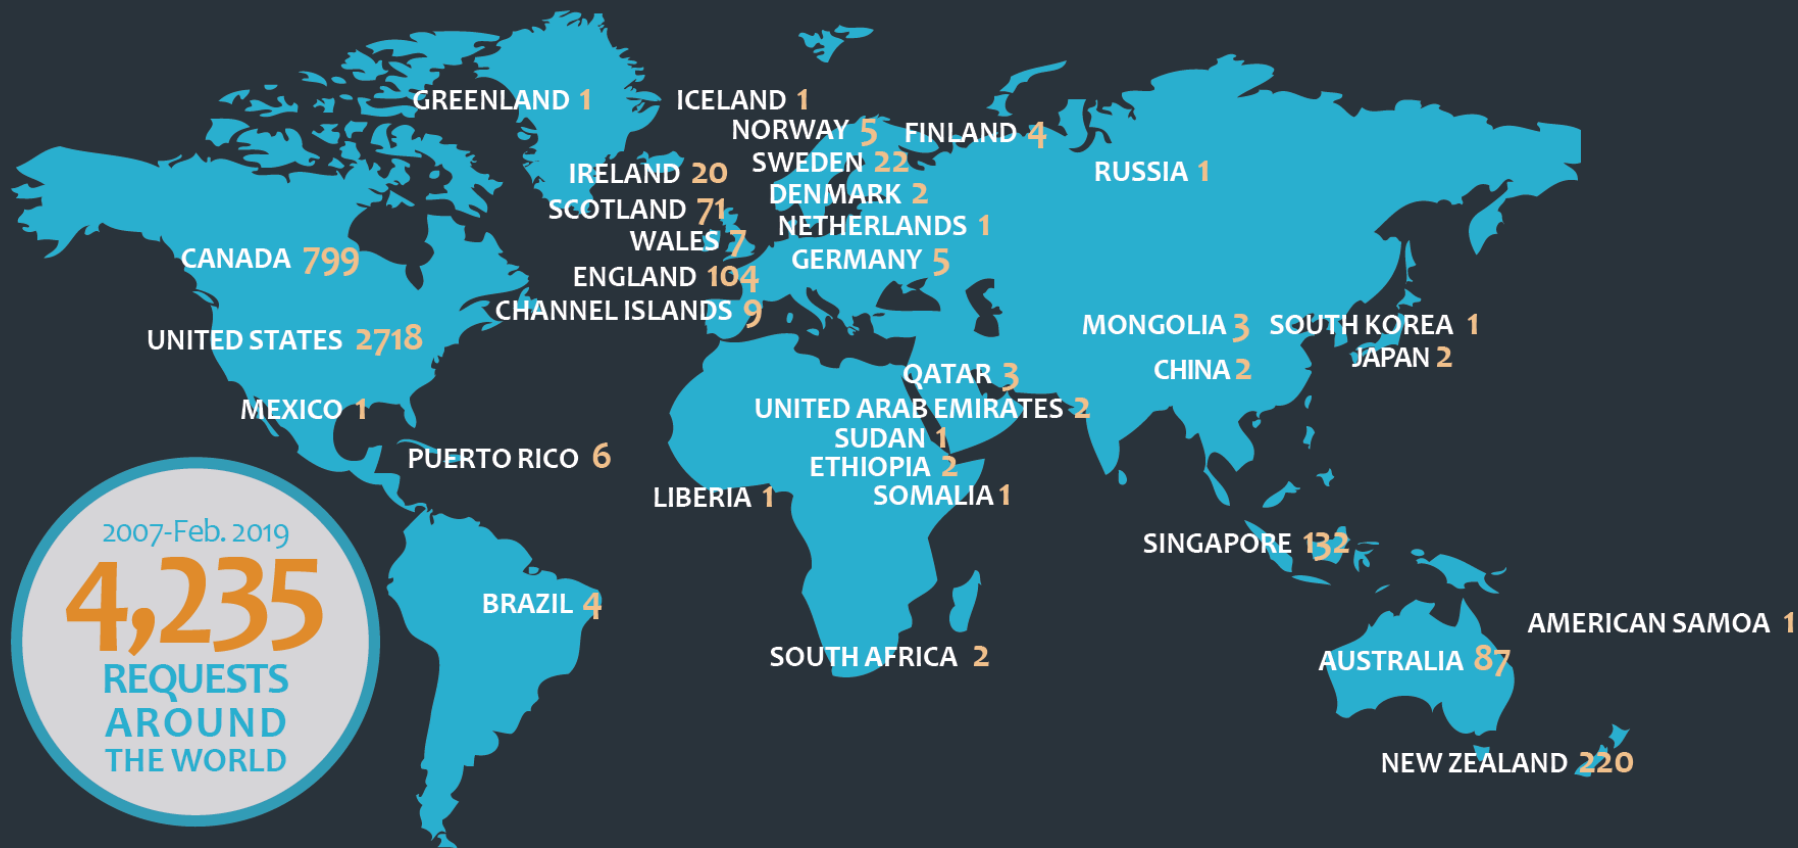 GREENLAND 1
ICELAND 1
NORWAY 5
FINLAND 4
IRELAND 20
SWEDEN 22
RUSSIA 1
SCOTLAND 71
DENMARK 2
WALES 7
NETHERLANDS 1
CANADA 799
ENGLAND 104
GERMANY 5
CHANNEL ISLANDS 9
UNITED STATES 2718
MONGOLIA 3
SOUTH KOREA 1
JAPAN 2
CHINA 2
QATAR 3
MEXICO 1
UNITED ARAB EMIRATES 2
SUDAN 1
PUERTO RICO 6
ETHIOPIA 2
LIBERIA 1
SOMALIA 1
SINGAPORE 132
BRAZIL 4
AMERICAN SAMOA 1
SOUTH AFRICA 2
AUSTRALIA 87
NEW ZEALAND 220
2007-Feb. 2019
4,235
REQUESTS
AROUND
THE WORLD